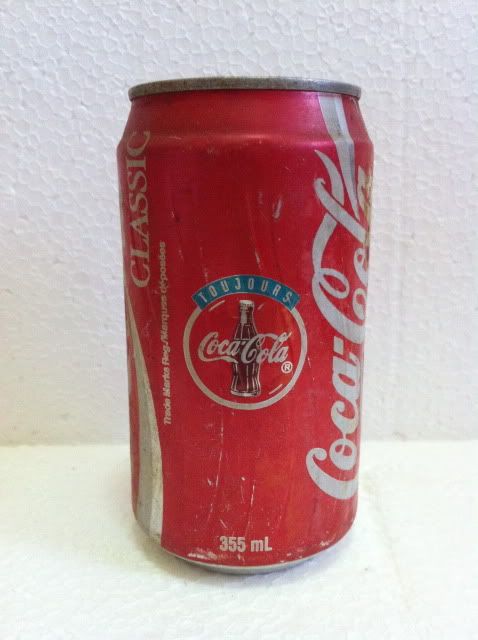 CLASSIC
Trade Marks Reg./Marques déposées
TOUJOURS
Coca-Cola
®
Coca-Cola
355 mL